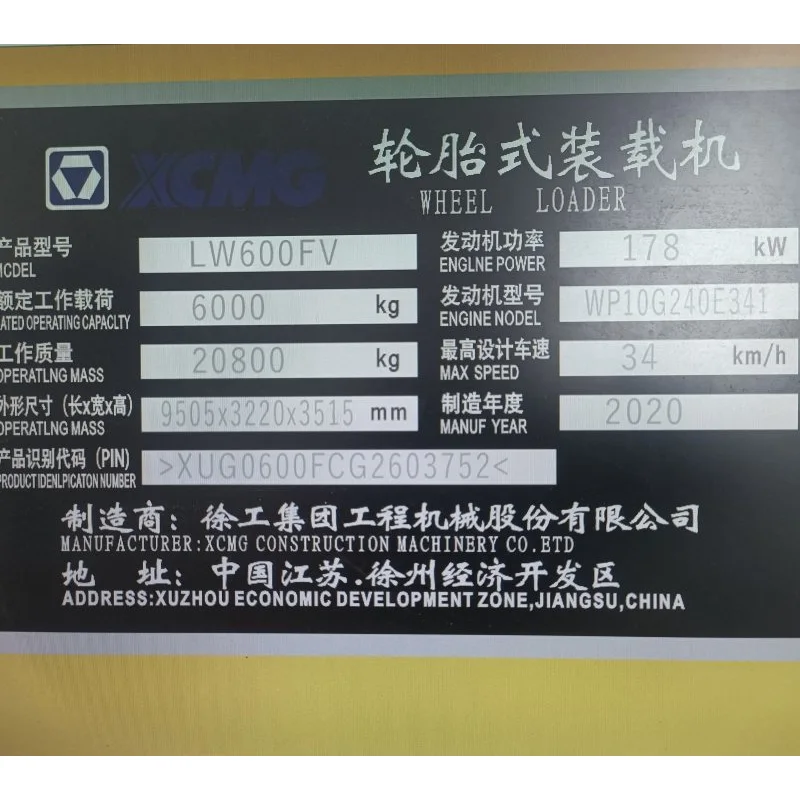 XCMG 轮胎式装载机
WHEEL LOADER
产品型号 LW600FV 发动机功率 178 kW
MCDEL ENGLNE POWER
额定工作载荷 6000 kg 发动机型号 WP10G240E341
ATED OPERATING CAPACLTY ENGINE NODEL
工作质量 20800 kg 最高设计车速 34 km/h
OPERATLNG MASS MAX SPEED
外形尺寸(长x宽x高) 9505x3220x3515 mm 制造年度 2020
OPERATLNG MASS MANUF YEAR
产品识别代码(PIN) >XUG0600FCG2603752<
PRODUCT IDENLPICATON NUMBER
制造商:徐工集团工程机械股份有限公司
MANUFACTURER:XCMG CONSTRUCTION MACHINERY CO.ETD
地 址:中国江苏.徐州经济开发区
ADDRESS:XUZHOU ECONOMIC DEVELOPMENT ZONE,JIANGSU,CHINA